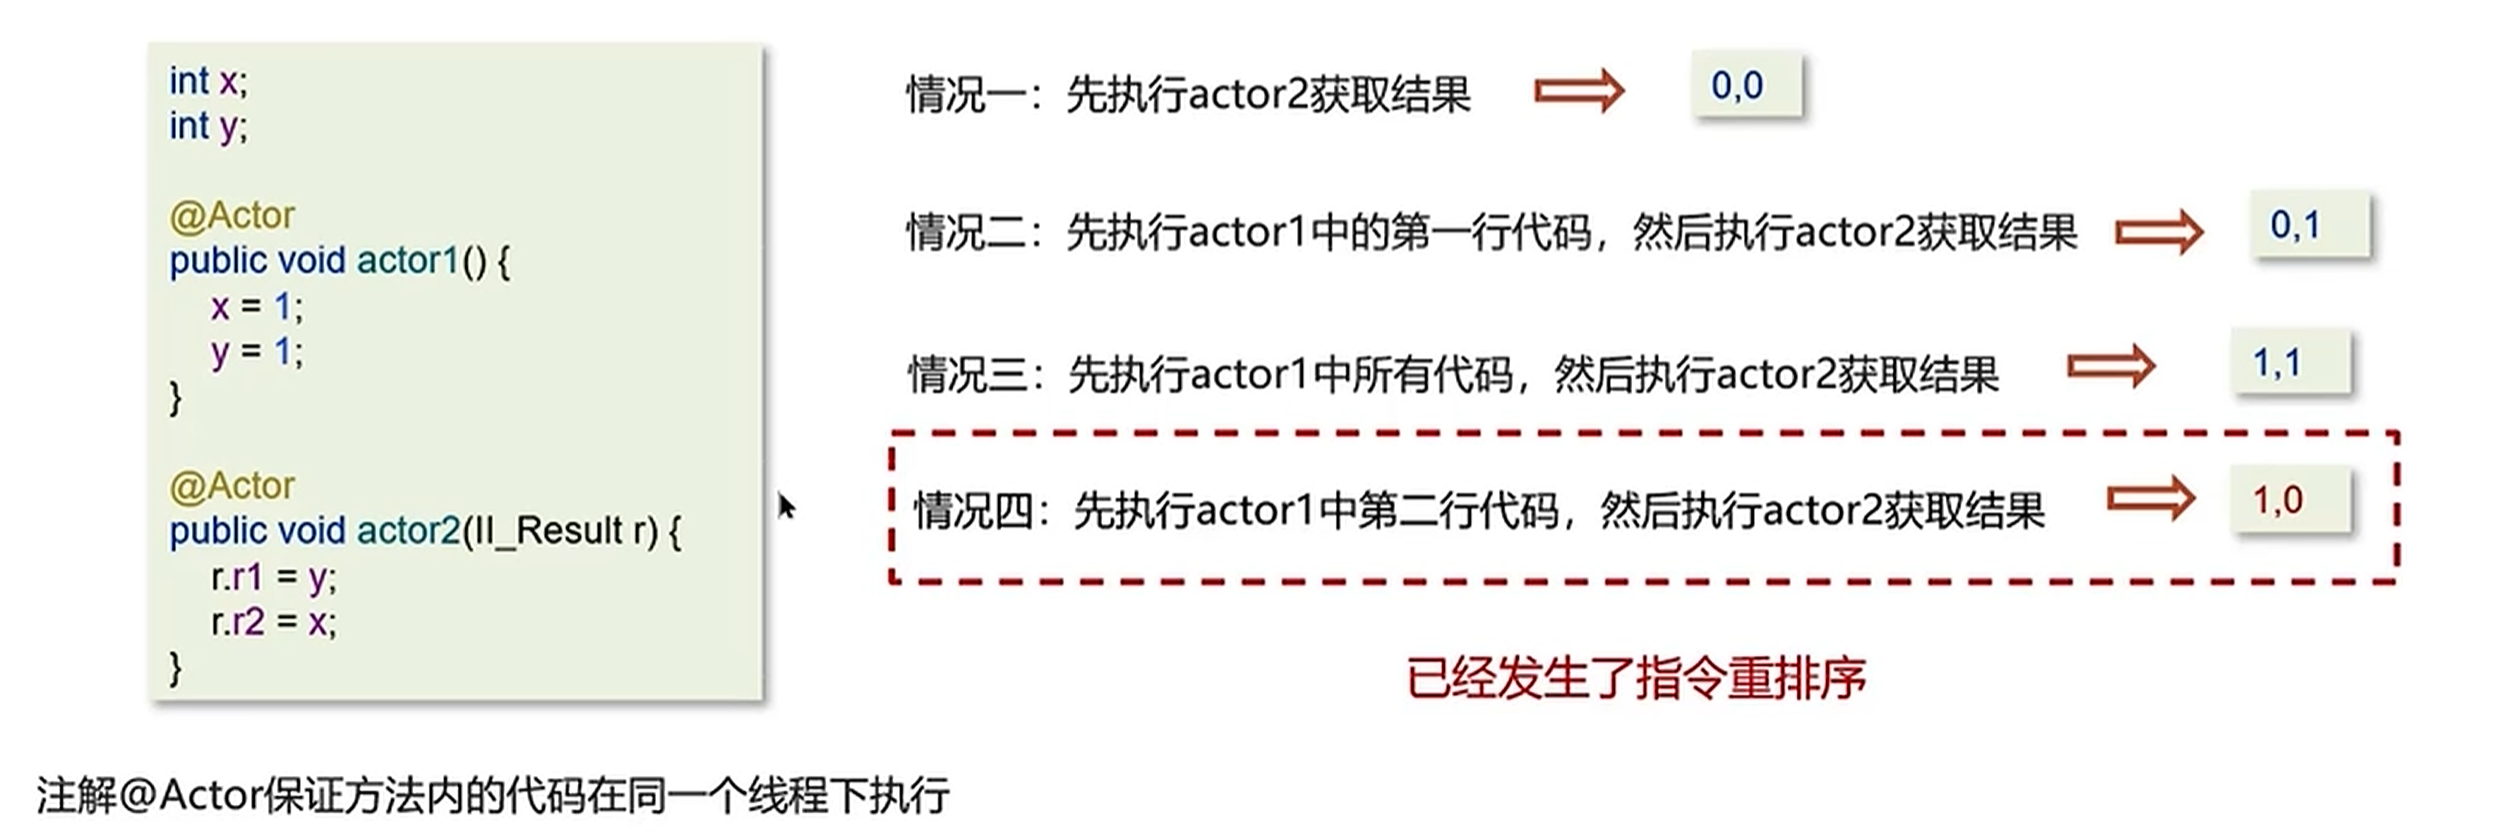 int x;
int y;
@Actor
public void actor1() {
x = 1;
y = 1;
}
@Actor
public void actor2(II_Result r) {
r.r1 = y;
r.r2 = x;
}
情况一：先执行actor2获取结果
0,0
情况二：先执行actor1中的第一行代码，然后执行actor2获取结果
0,1
情况三：先执行actor1中所有代码，然后执行actor2获取结果
1,1
情况四：先执行actor1中第二行代码，然后执行actor2获取结果
1,0
已经发生了指令重排序
注解@Actor保证方法内的代码在同一个线程下执行